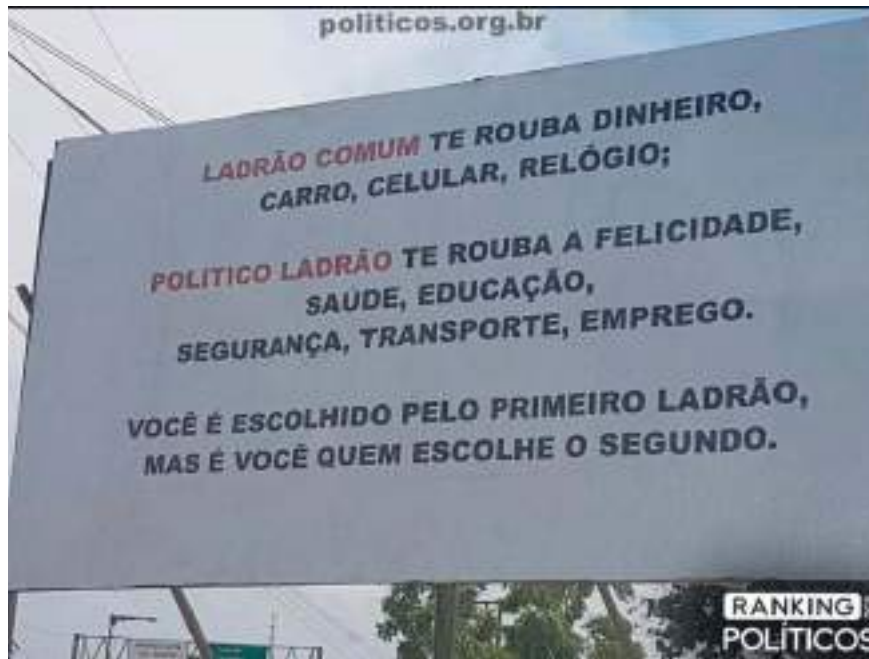 politicos.org.br
LADRÃO COMUM TE ROUBA DINHEIRO,
CARRO, CELULAR, RELÓGIO;
POLITICO LADRÃO TE ROUBA A FELICIDADE,
SAÚDE, EDUCAÇÃO,
SEGURANÇA, TRANSPORTE, EMPREGO.
VOCÊ É ESCOLHIDO PELO PRIMEIRO LADRÃO,
MAS É VOCÊ QUEM ESCOLHE O SEGUNDO.
RANKING
POLÍTICOS